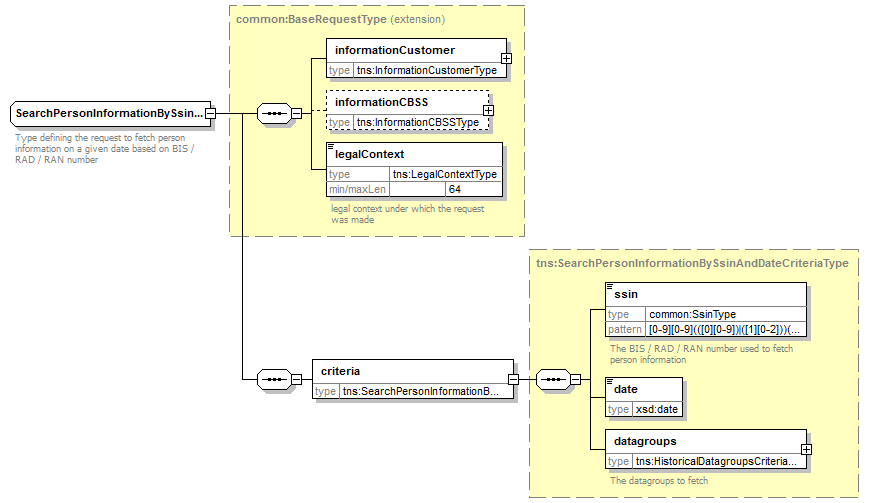 common:BaseRequestType (extension)
informationCustomer
type tns:InformationCustomerType
informationCBSS
type tns:InformationCBSSType
legalContext
type tns:LegalContextType
min/maxLen 64
legal context under which the request
was made
SearchPersonInformationBySsin...
Type defining the request to fetch person
information on a given date based on BIS /
RAD / RAN number
tns:SearchPersonInformationBySsinAndDateCriteriaType
ssin
type common:SsinType
pattern [0-9][0-9](([0][0-9])|([1][0-2]))(...
The BIS / RAD / RAN number used to fetch
person information
criteria
type tns:SearchPersonInformationB...
date
type xsd:date
datagroups
type tns:HistoricalDatagroupsCriteria...
The datagroups to fetch